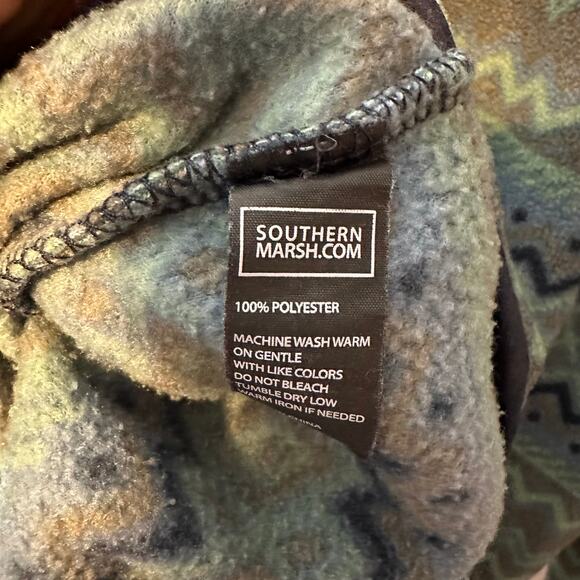 SOUTHERN
MARSH.COM
100% POLYESTER
MACHINE WASH WARM
ON GENTLE
WITH LIKE COLORS
DO NOT BLEACH
TUMBLE DRY LOW
WARM IRON IF NEEDED
CHINA